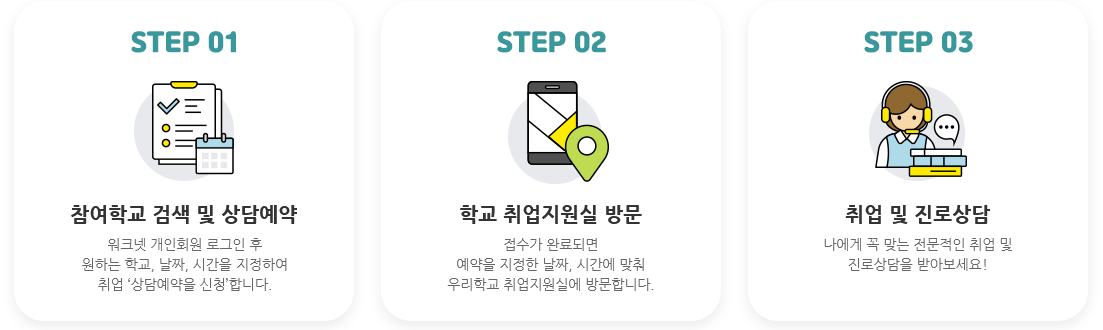 STEP 01
참여학교 검색 및 상담예약
워크넷 개인회원 로그인 후
원하는 학교, 날짜, 시간을 지정하여
취업 ‘상담예약을 신청’합니다.
STEP 02
학교 취업지원실 방문
접수가 완료되면
예약을 지정한 날짜, 시간에 맞춰
우리학교 취업지원실에 방문합니다.
STEP 03
취업 및 진로상담
나에게 꼭 맞는 전문적인 취업 및
진로상담을 받아보세요!